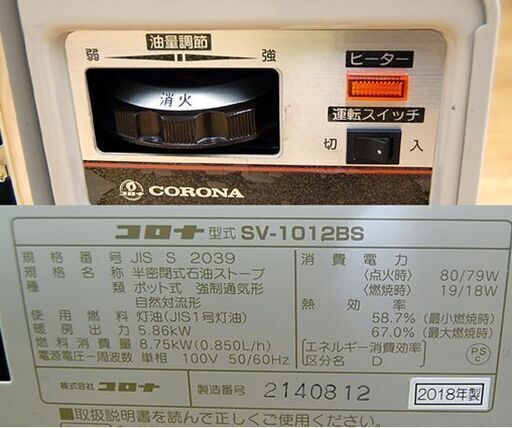 油量調節
弱 強
消火
ヒーター
運転スイッチ
切 入
コロナ
CORONA
コロナ 型式 SV-1012BS
規格番号 JIS S 2039
規格名称 半密閉式石油ストーブ
種類 ポット式 強制通気形
自然対流形
使用燃料 灯油(JIS1号灯油)
暖房出力 5.86kW
燃料消費量 8.75kW(0.850L/h)
電源電圧一周波数 単相 100V 50/60Hz
消費電力
(点火時) 80/79W
(燃焼時) 19/18W
熱効率
58.7% (最小燃焼時)
67.0% (最大燃焼時)
[エネルギー消費効率]
区分名 D
PS C
株式会社 コロナ 製造番号 2140812 2018年製
取扱説明書を読んで正しくご使用ください。